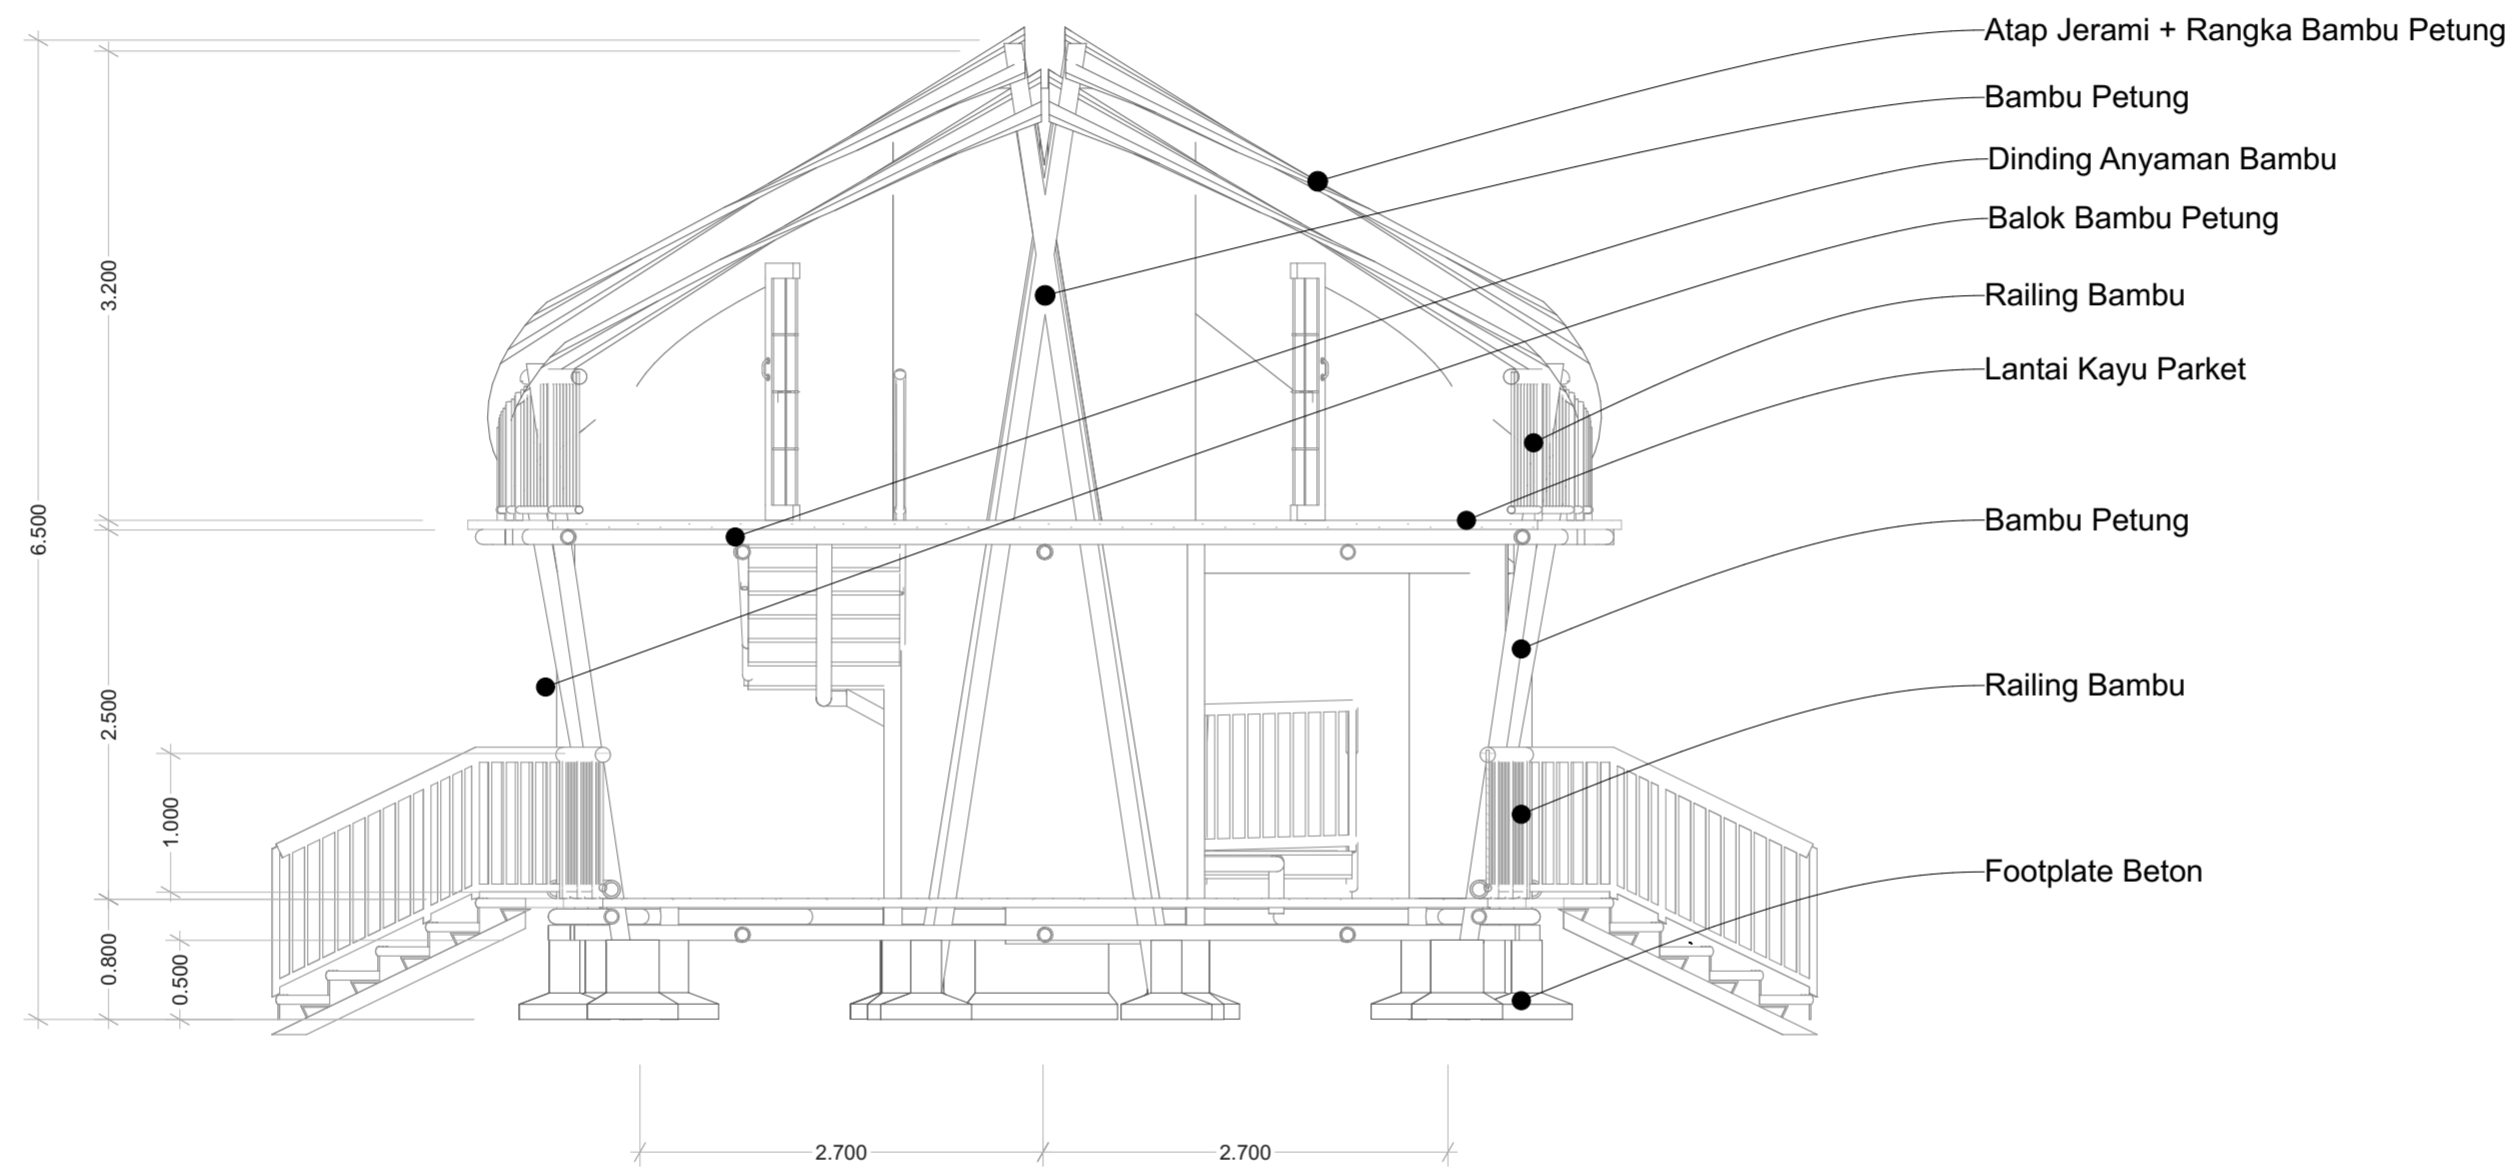 Atap Jerami + Rangka Bambu Petung
Bambu Petung
Dinding Anyaman Bambu
Balok Bambu Petung
Railing Bambu
Lantai Kayu Parket
Bambu Petung
Railing Bambu
Footplate Beton
6.500
3.200
2.500
1.000
0.800
0.500
2.700
2.700